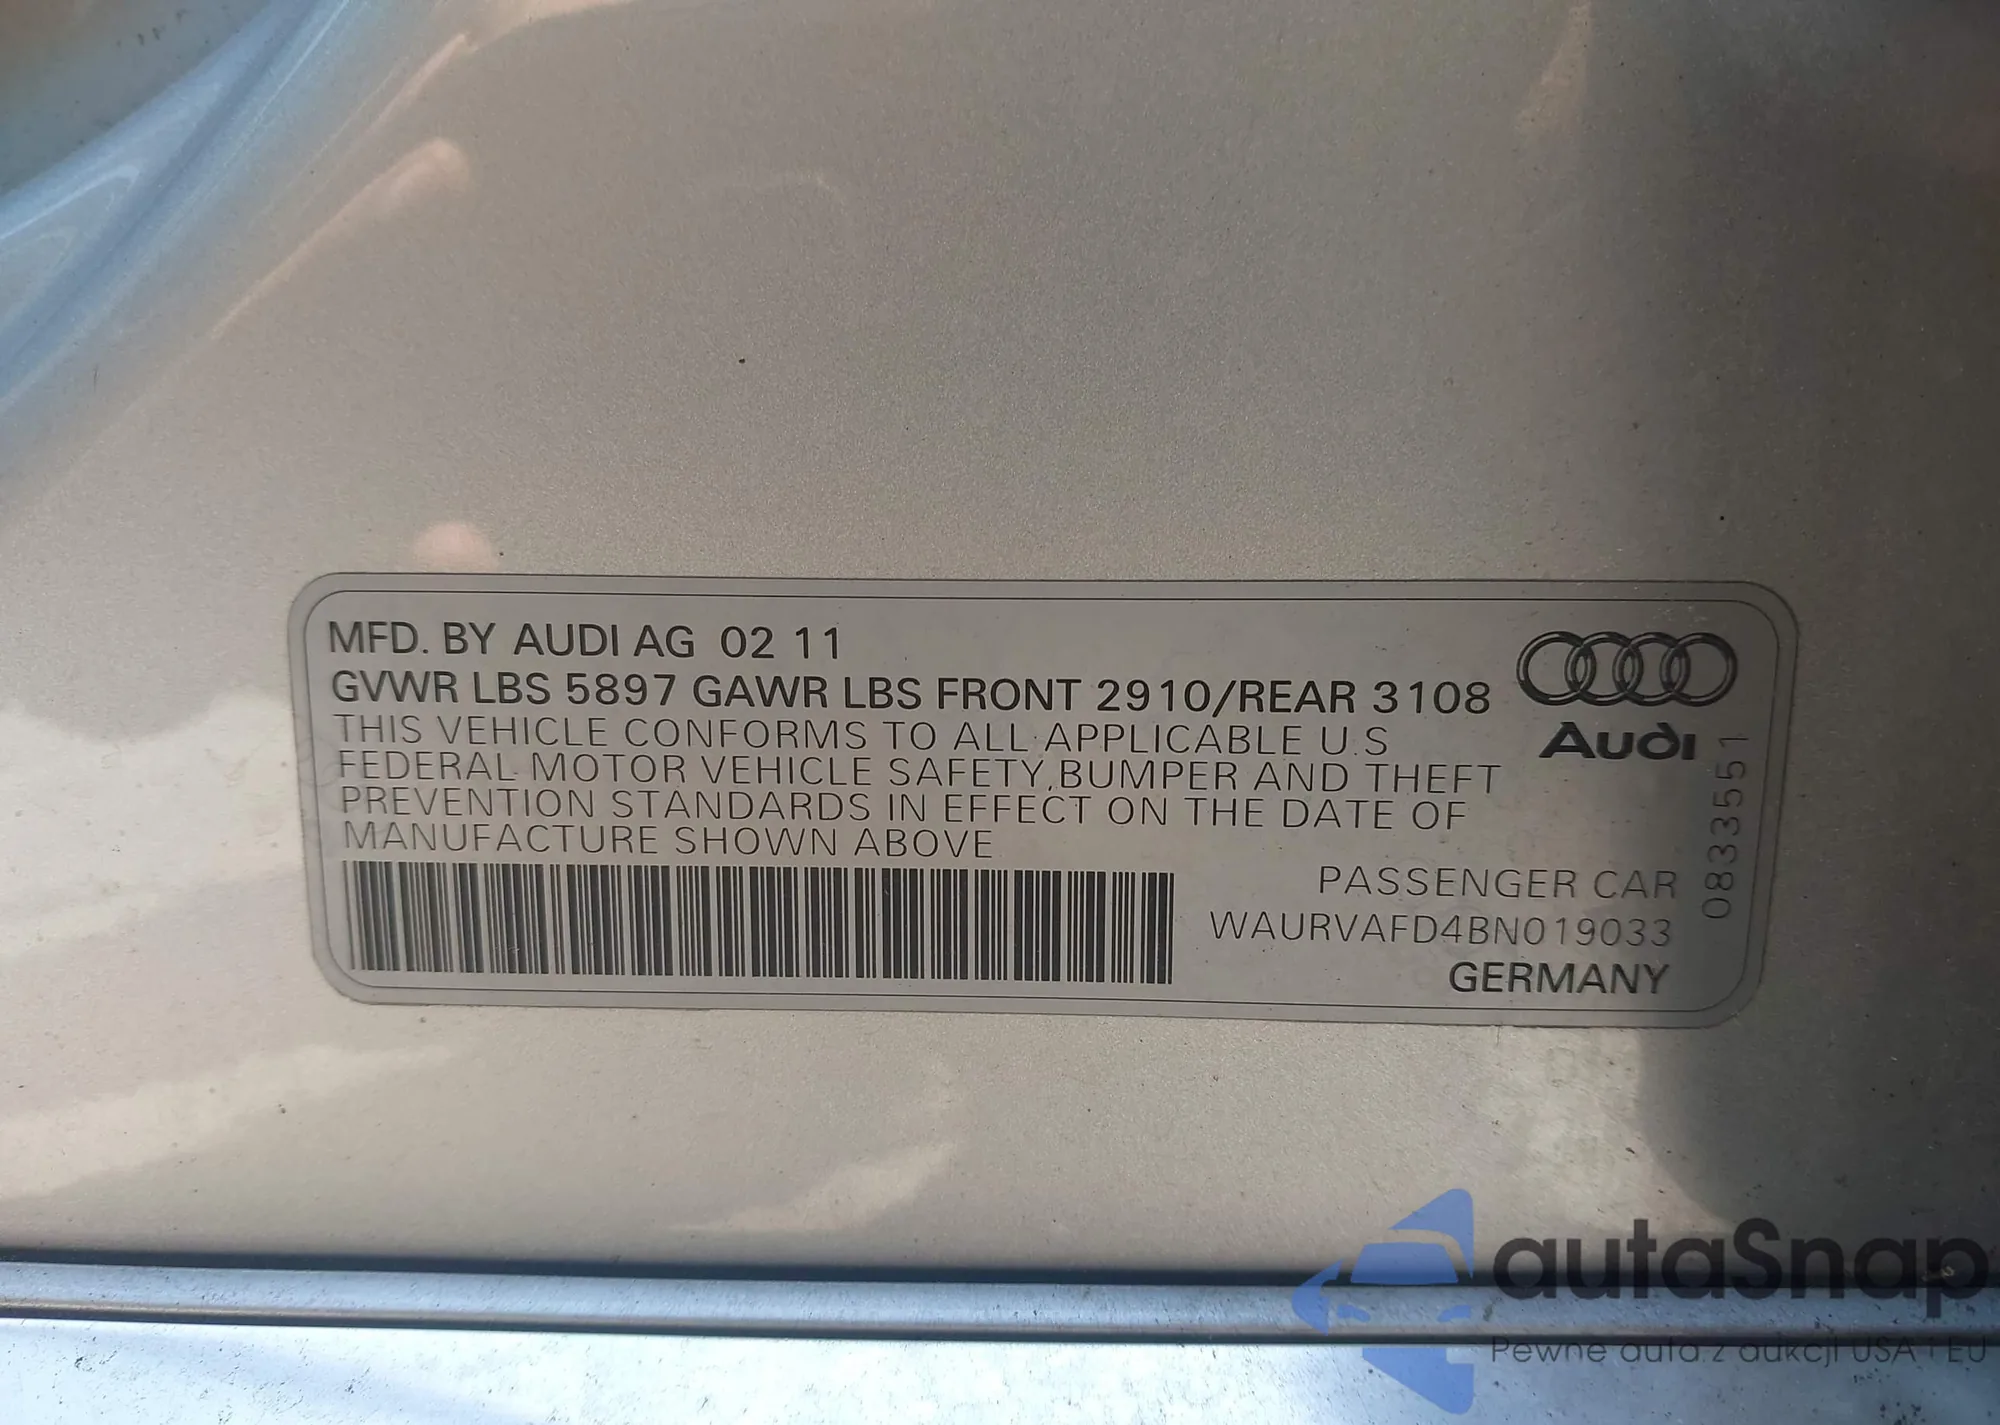 MFD. BY AUDI AG 02 11
GVWR LBS 5897 GAWR LBS FRONT 2910/REAR 3108
THIS VEHICLE CONFORMS TO ALL APPLICABLE U.S
FEDERAL MOTOR VEHICLE SAFETY, BUMPER AND THEFT
PREVENTION STANDARDS IN EFFECT ON THE DATE OF
MANUFACTURE SHOWN ABOVE
Audi
0833551
PASSENGER CAR
WAURVAFD4BN019033
GERMANY
autaSnap
Pewne auta z aukcji USA i EU